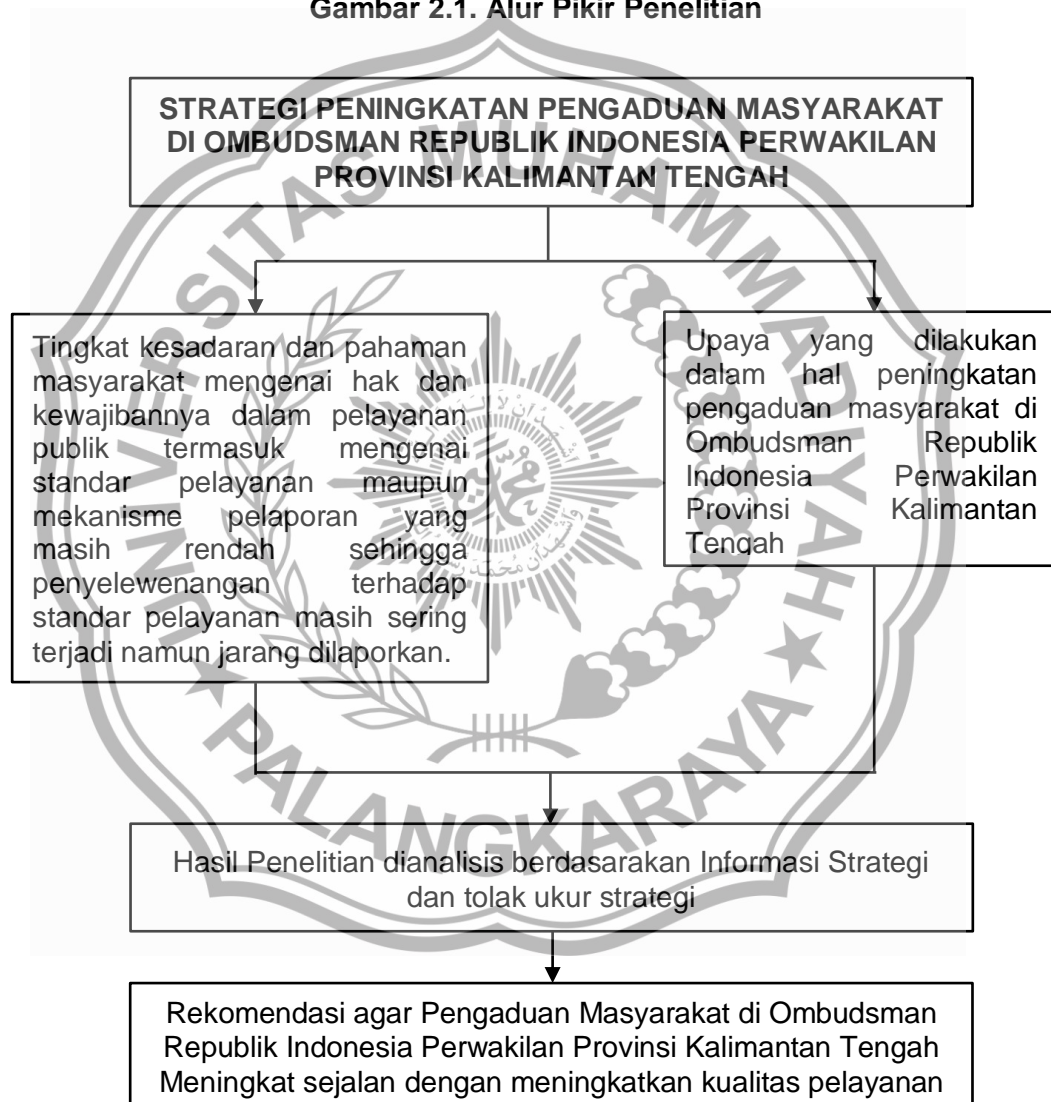 Gambar 2.1. Alur Pikir Penelitian
STRATEGI PENINGKATAN PENGADUAN MASYARAKAT
DI OMBUDSMAN REPUBLIK INDONESIA PERWAKILAN
PROVINSI KALIMANTAN TENGAH
Tingkat kesadaran dan pahaman
masyarakat mengenai hak dan
kewajibannya dalam pelayanan
publik termasuk mengenai
standar pelayanan maupun
mekanisme pelaporan yang
masih rendah sehingga
penyelewenangan terhadap
standar pelayanan masih sering
terjadi namun jarang dilaporkan.
Upaya yang dilakukan
dalam hal peningkatan
pengaduan masyarakat di
Ombudsman Republik
Indonesia Perwakilan
Provinsi Kalimantan
Tengah
Hasil Penelitian dianalisis berdasarakan Informasi Strategi
dan tolak ukur strategi
Rekomendasi agar Pengaduan Masyarakat di Ombudsman
Republik Indonesia Perwakilan Provinsi Kalimantan Tengah
Meningkat sejalan dengan meningkatkan kualitas pelayanan
UNIVERSITAS MUHAMMADIYAH
PALANGKARAYA